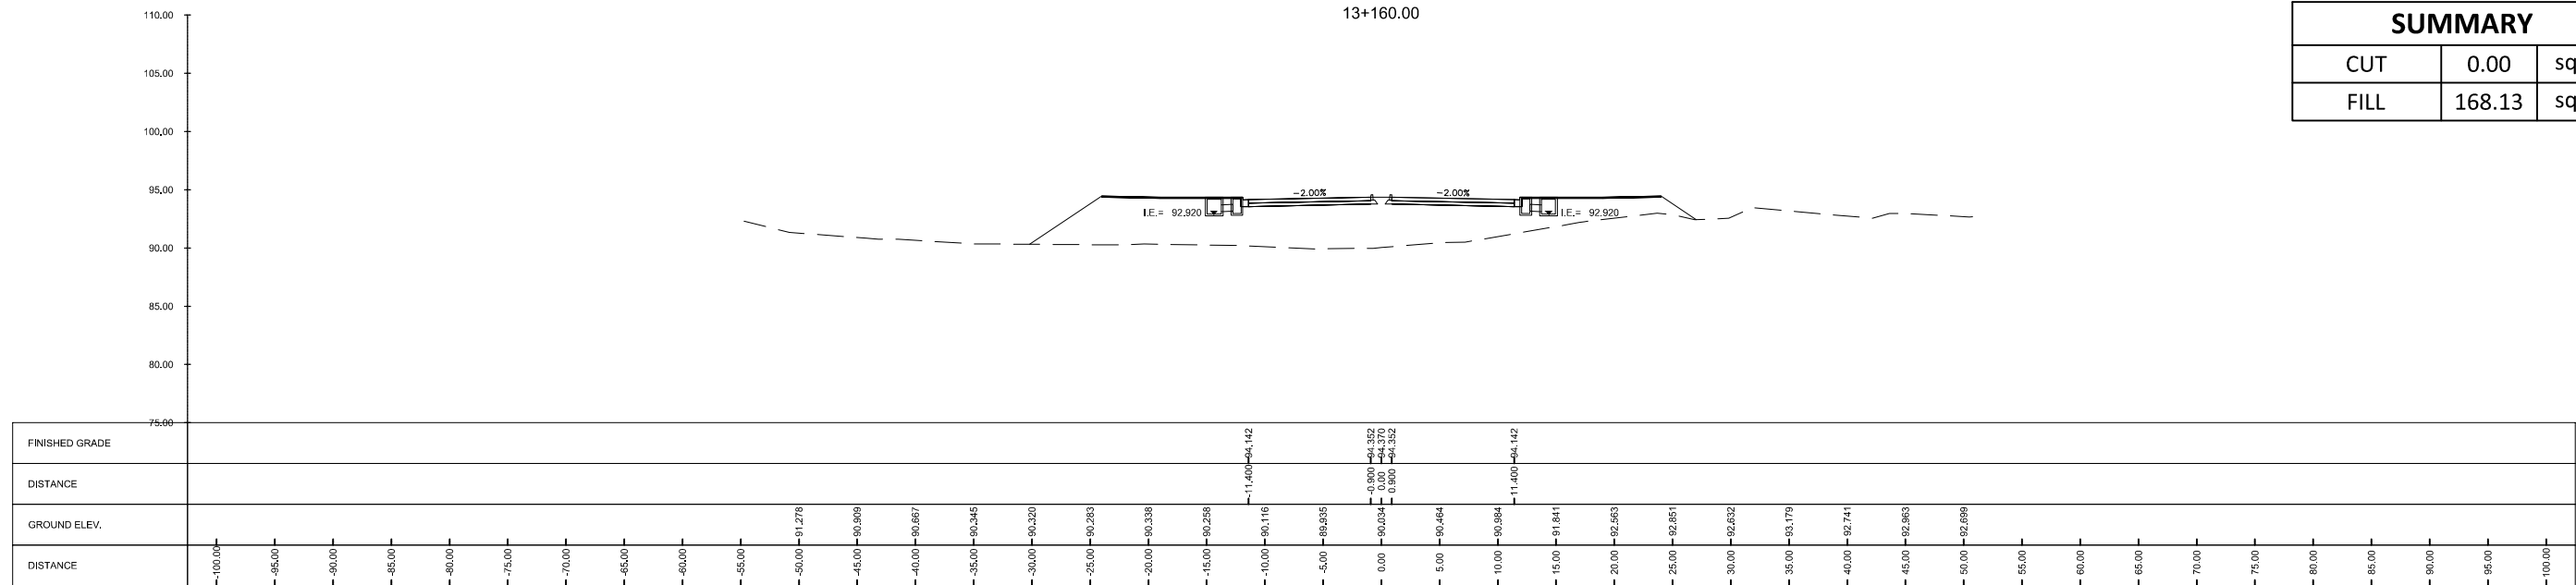 13+160.00
SUMMARY
CUT 0.00 sq
FILL 168.13 sq
110.00
105.00
100.00
95.00
90.00
85.00
80.00
75.00
-2.00% -2.00%
I.E.= 92.920 I.E.= 92.920
FINISHED GRADE 94.142 94.352 94.370 94.352 94.142
DISTANCE -11.400 -0.900 0.00 0.900 11.400
GROUND ELEV. 91.278 90.909 90.667 90.345 90.320 90.283 90.338 90.258 90.116 89.935 90.034 90.464 90.984 91.841 92.563 92.851 92.632 93.179 92.741 92.963 92.699
DISTANCE -100.00 -95.00 -90.00 -85.00 -80.00 -75.00 -70.00 -65.00 -60.00 -55.00 -50.00 -45.00 -40.00 -35.00 -30.00 -25.00 -20.00 -15.00 -10.00 -5.00 0.00 5.00 10.00 15.00 20.00 25.00 30.00 35.00 40.00 45.00 50.00 55.00 60.00 65.00 70.00 75.00 80.00 85.00 90.00 95.00 100.00